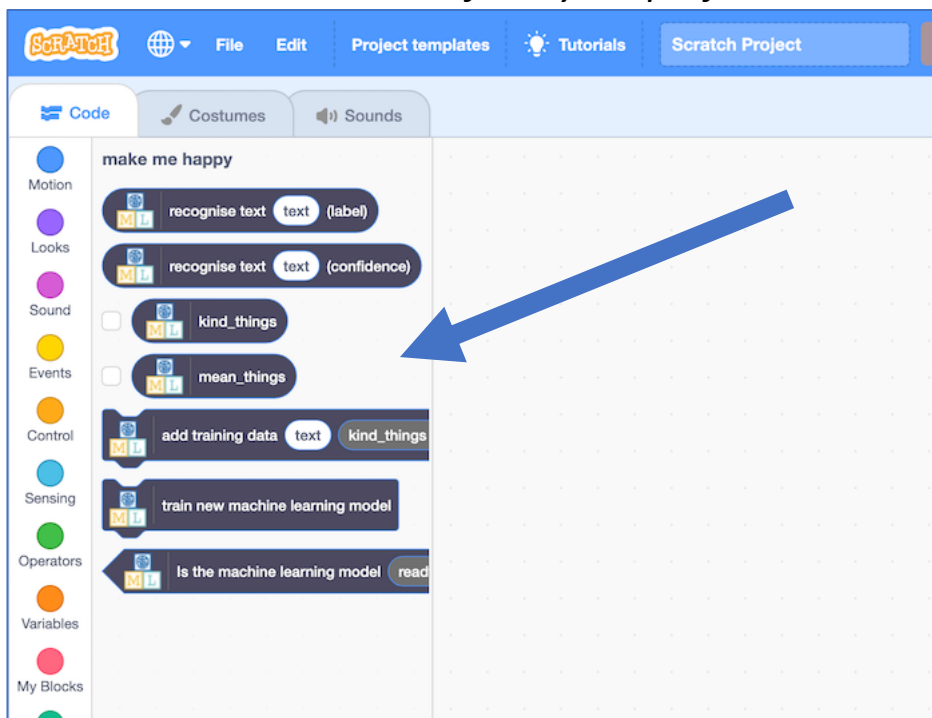 SCRATCH File Edit Project templates Tutorials Scratch Project
Code Costumes Sounds
Motion
Looks
Sound
Events
Control
Sensing
Operators
Variables
My Blocks
make me happy
M L recognise text text (label)
M L recognise text text (confidence)
M L kind_things
M L mean_things
M L add training data text kind_things
M L train new machine learning model
M L Is the machine learning model read